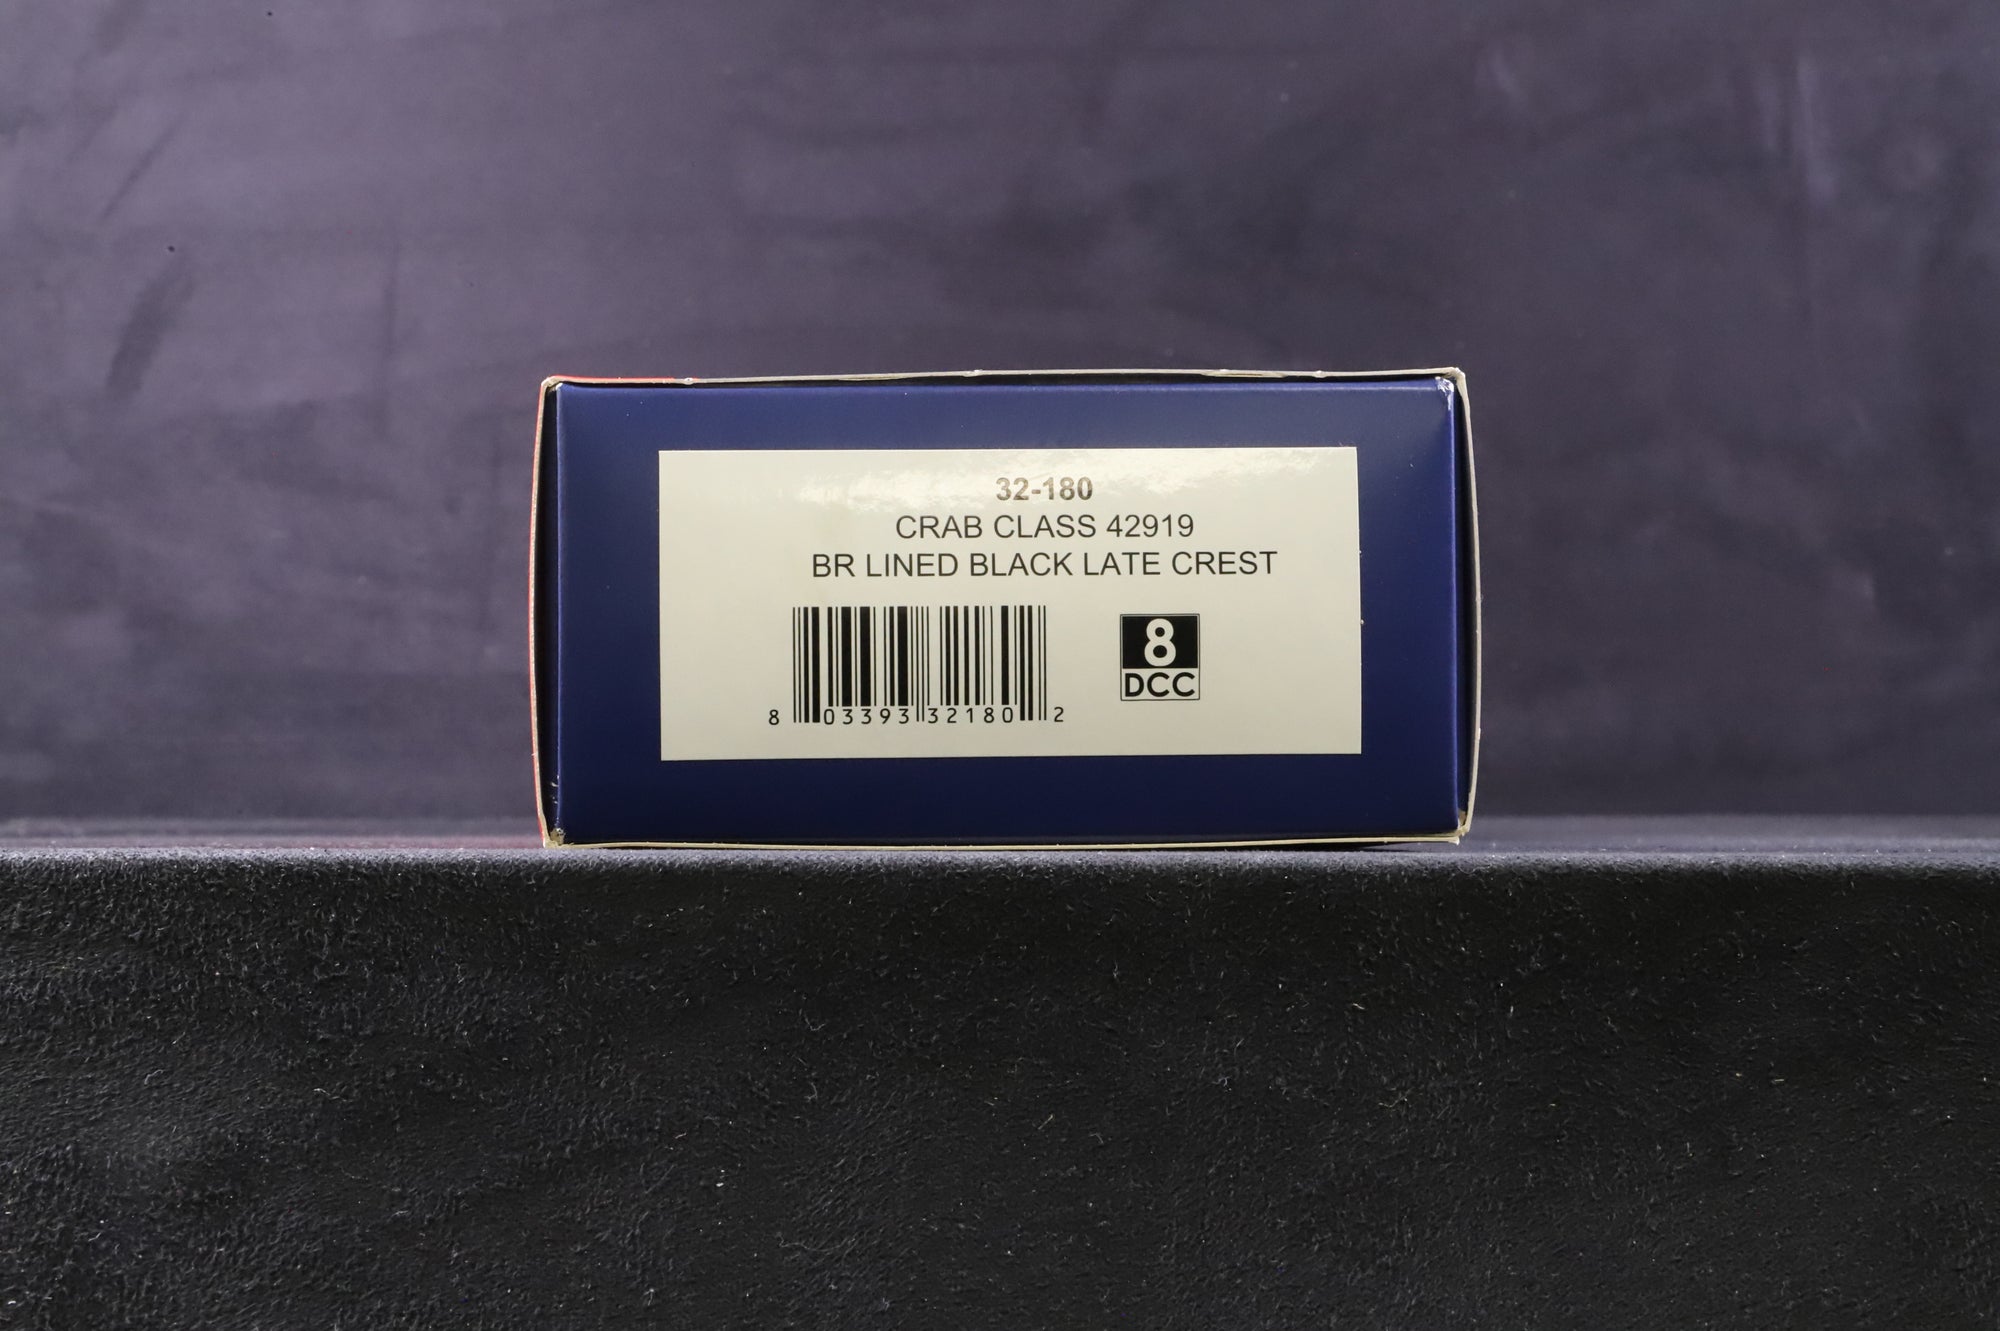 32-180
CRAB CLASS 42919
BR LINED BLACK LATE CREST
8 03393 32180 2
8
DCC